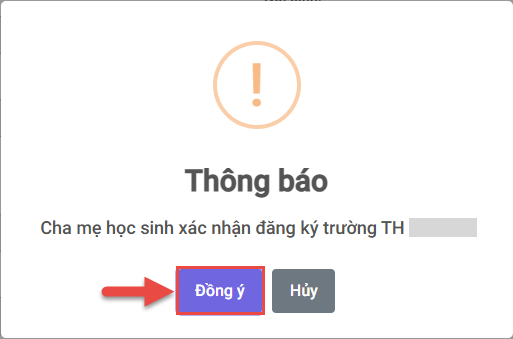 !
Thông báo
Cha mẹ học sinh xác nhận đăng ký trường TH
Đồng ý
Hủy